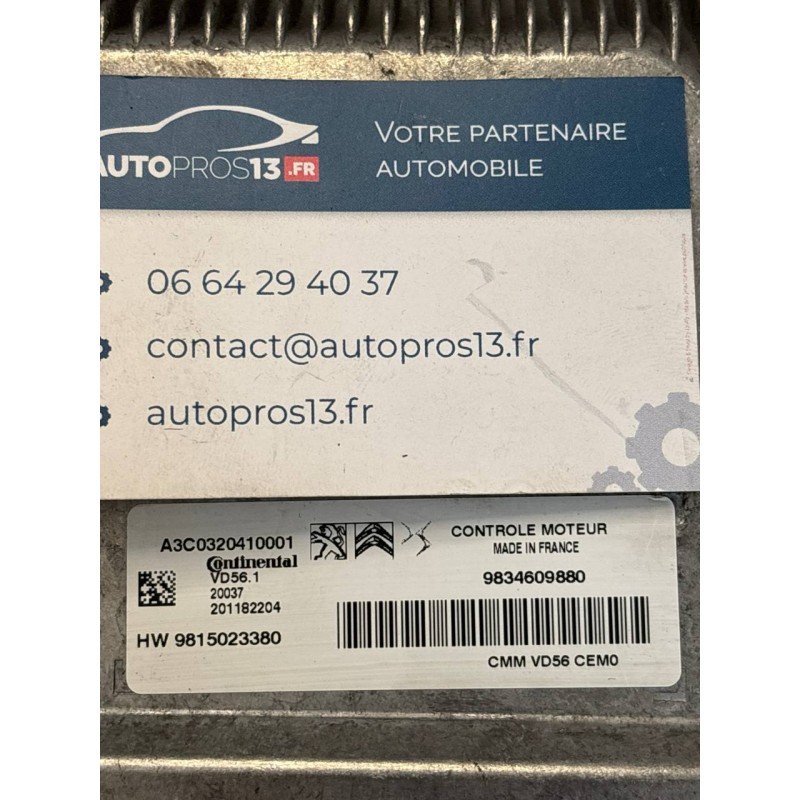 AUTOPROS13.FR
VOTRE PARTENAIRE
AUTOMOBILE
06 64 29 40 37
contact@autopros13.fr
autopros13.fr
A3C0320410001
Continental
VD56.1
20037
201182204
HW 9815023380
CONTROLE MOTEUR
MADE IN FRANCE
9834609880
CMM VD56 CEM0